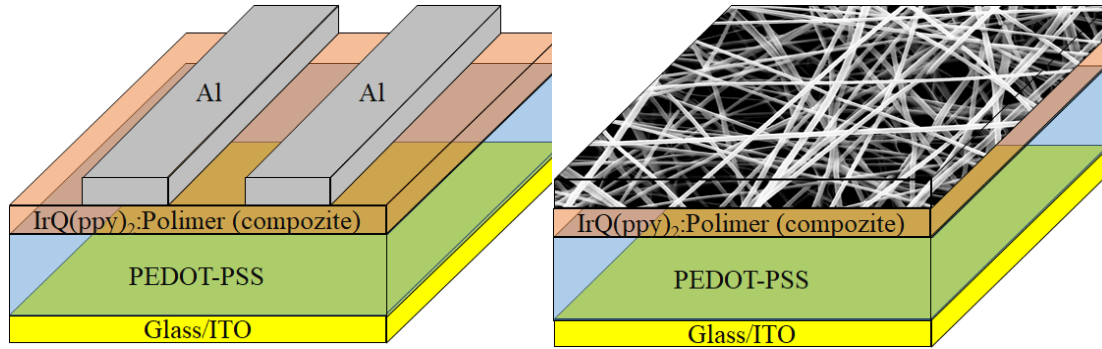 Al
Al
IrQ(ppy)₂:Polimer (compozite)
PEDOT-PSS
Glass/ITO
IrQ(ppy)₂:Polimer (compozite)
PEDOT-PSS
Glass/ITO